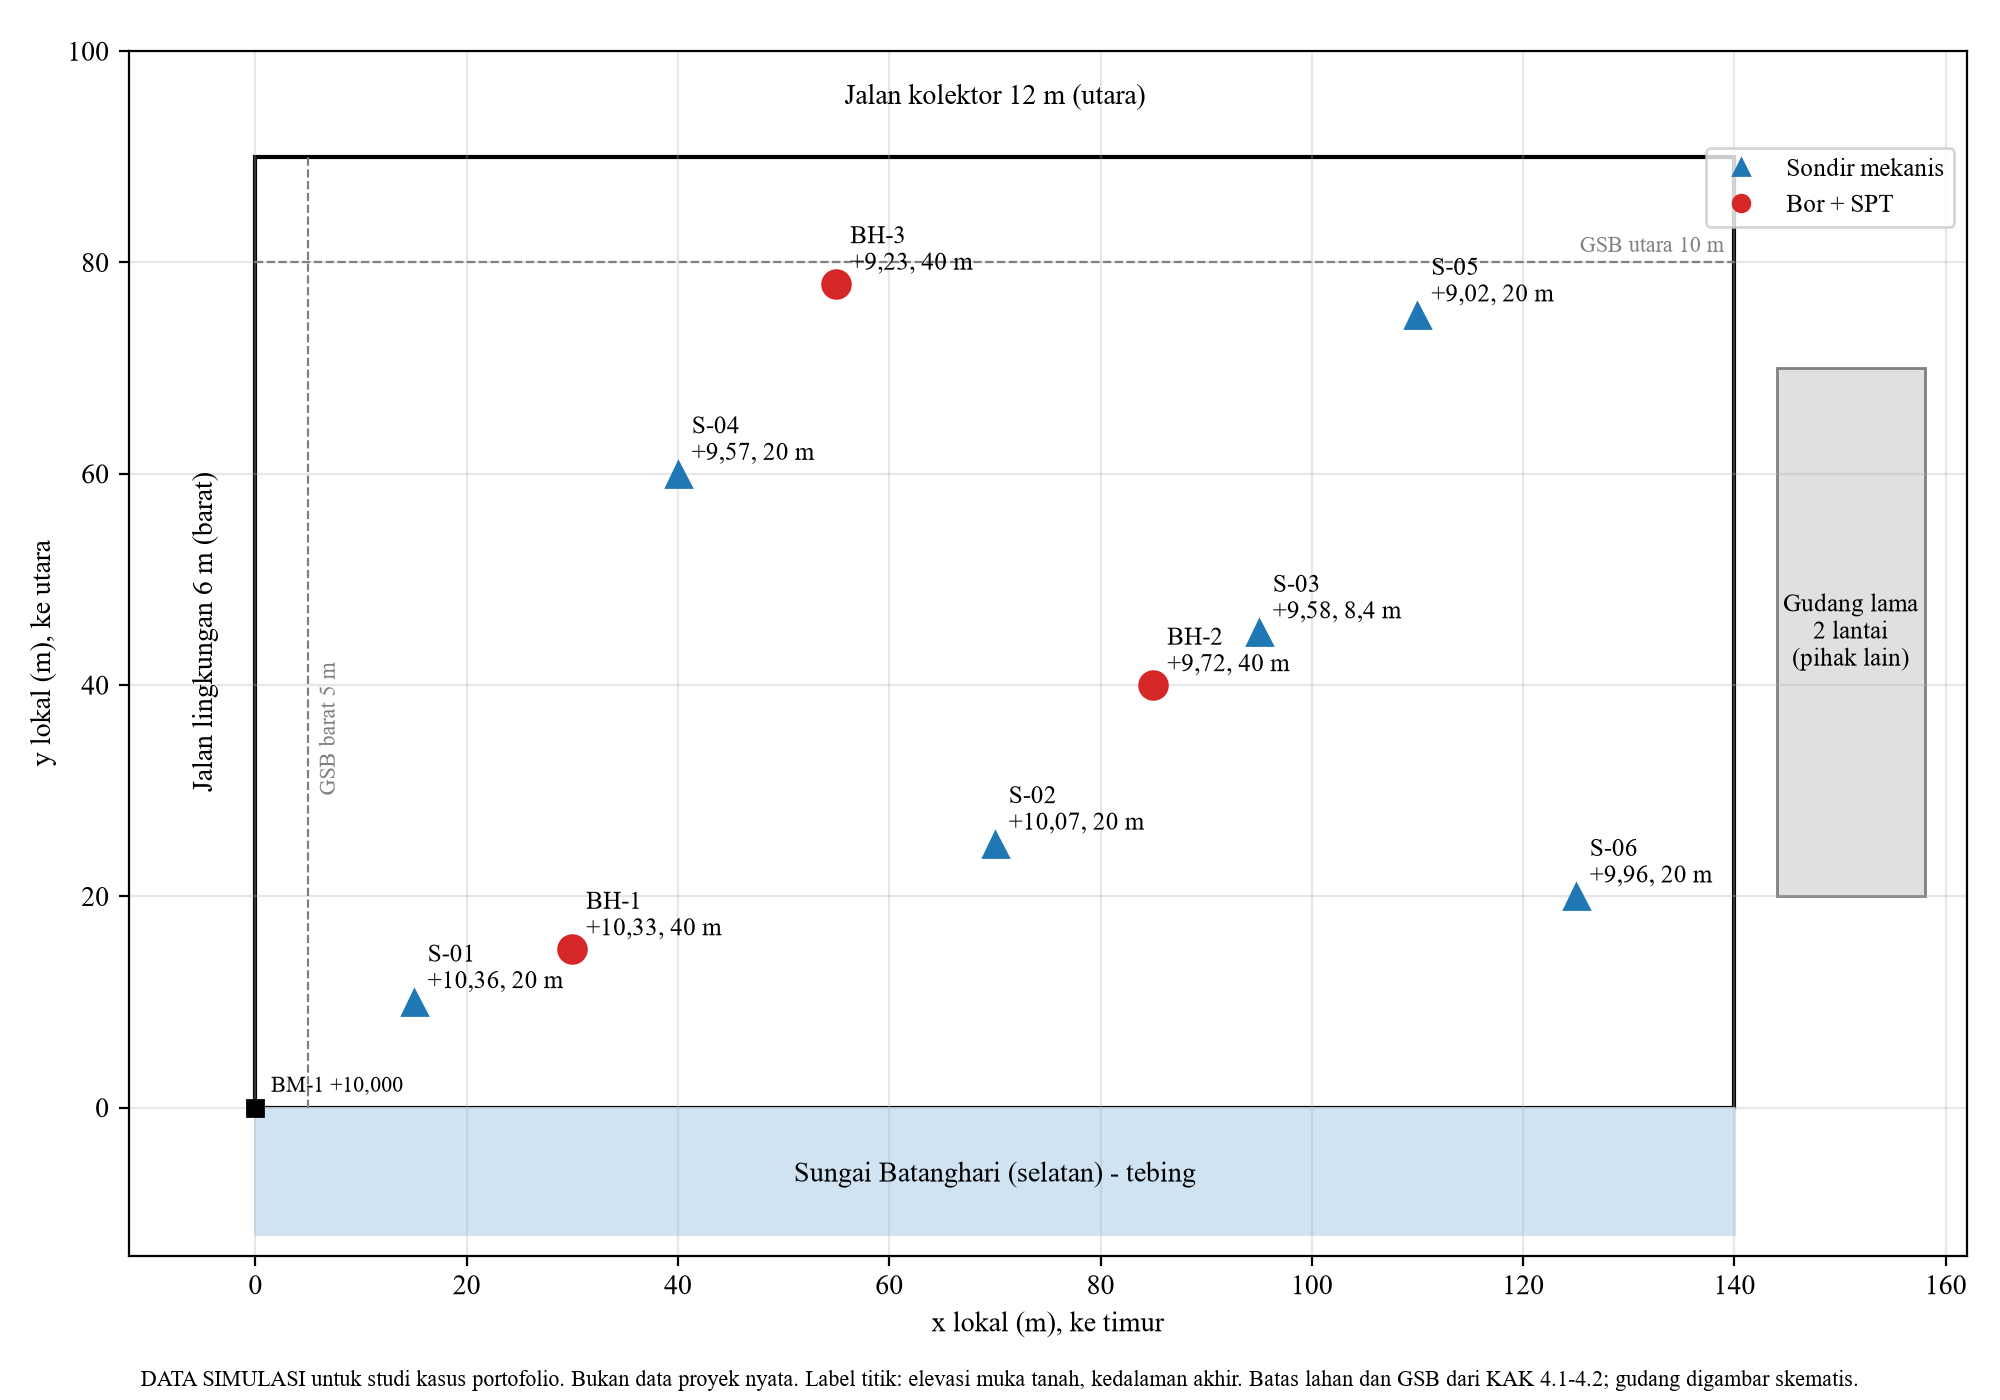 100
80
60
40
20
0
y lokal (m), ke utara
Jalan kolektor 12 m (utara)
Sondir mekanis
Bor + SPT
GSB utara 10 m
BH-3
+9,23, 40 m
S-05
+9,02, 20 m
S-04
+9,57, 20 m
Jalan lingkungan 6 m (barat)
GSB barat 5 m
S-03
+9,58, 8,4 m
BH-2
+9,72, 40 m
Gudang lama
2 lantai
(pihak lain)
S-02
+10,07, 20 m
S-06
+9,96, 20 m
BH-1
+10,33, 40 m
S-01
+10,36, 20 m
BM-1 +10,000
Sungai Batanghari (selatan) - tebing
0 20 40 60 80 100 120 140 160
x lokal (m), ke timur
DATA SIMULASI untuk studi kasus portofolio. Bukan data proyek nyata. Label titik: elevasi muka tanah, kedalaman akhir. Batas lahan dan GSB dari KAK 4.1-4.2; gudang digambar skematis.